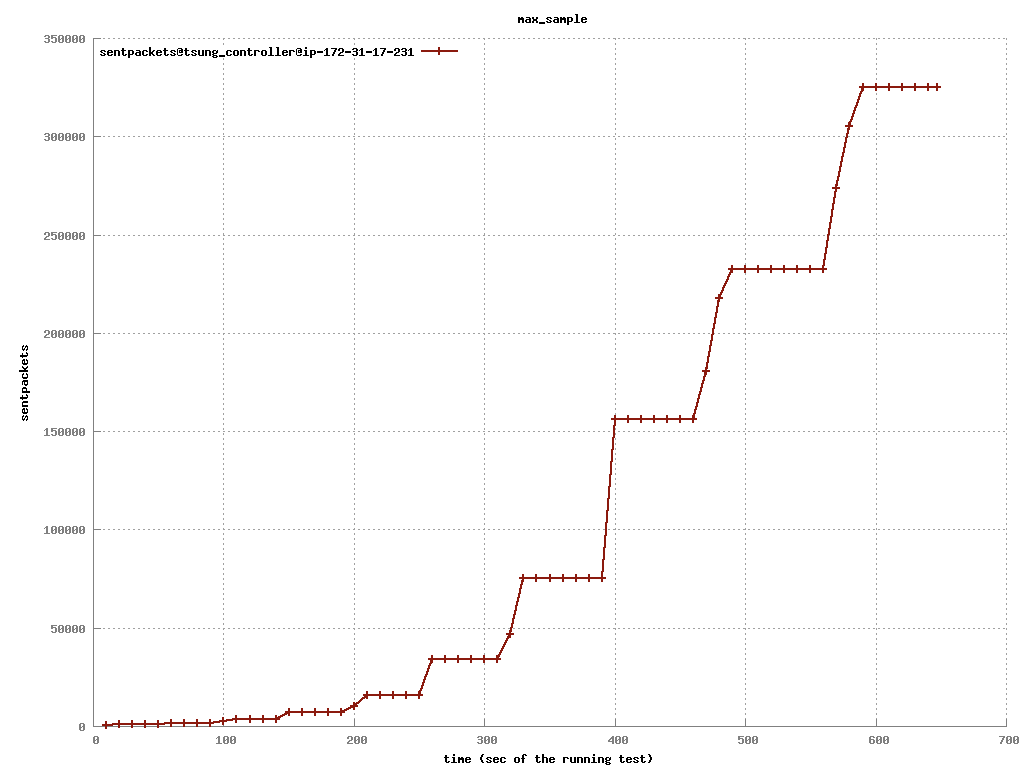 max_sample
350000
sentpackets@tsung_controller@ip-172-31-17-231
300000
250000
200000
sentpackets
150000
100000
50000
0
0 100 200 300 400 500 600 700
time (sec of the running test)